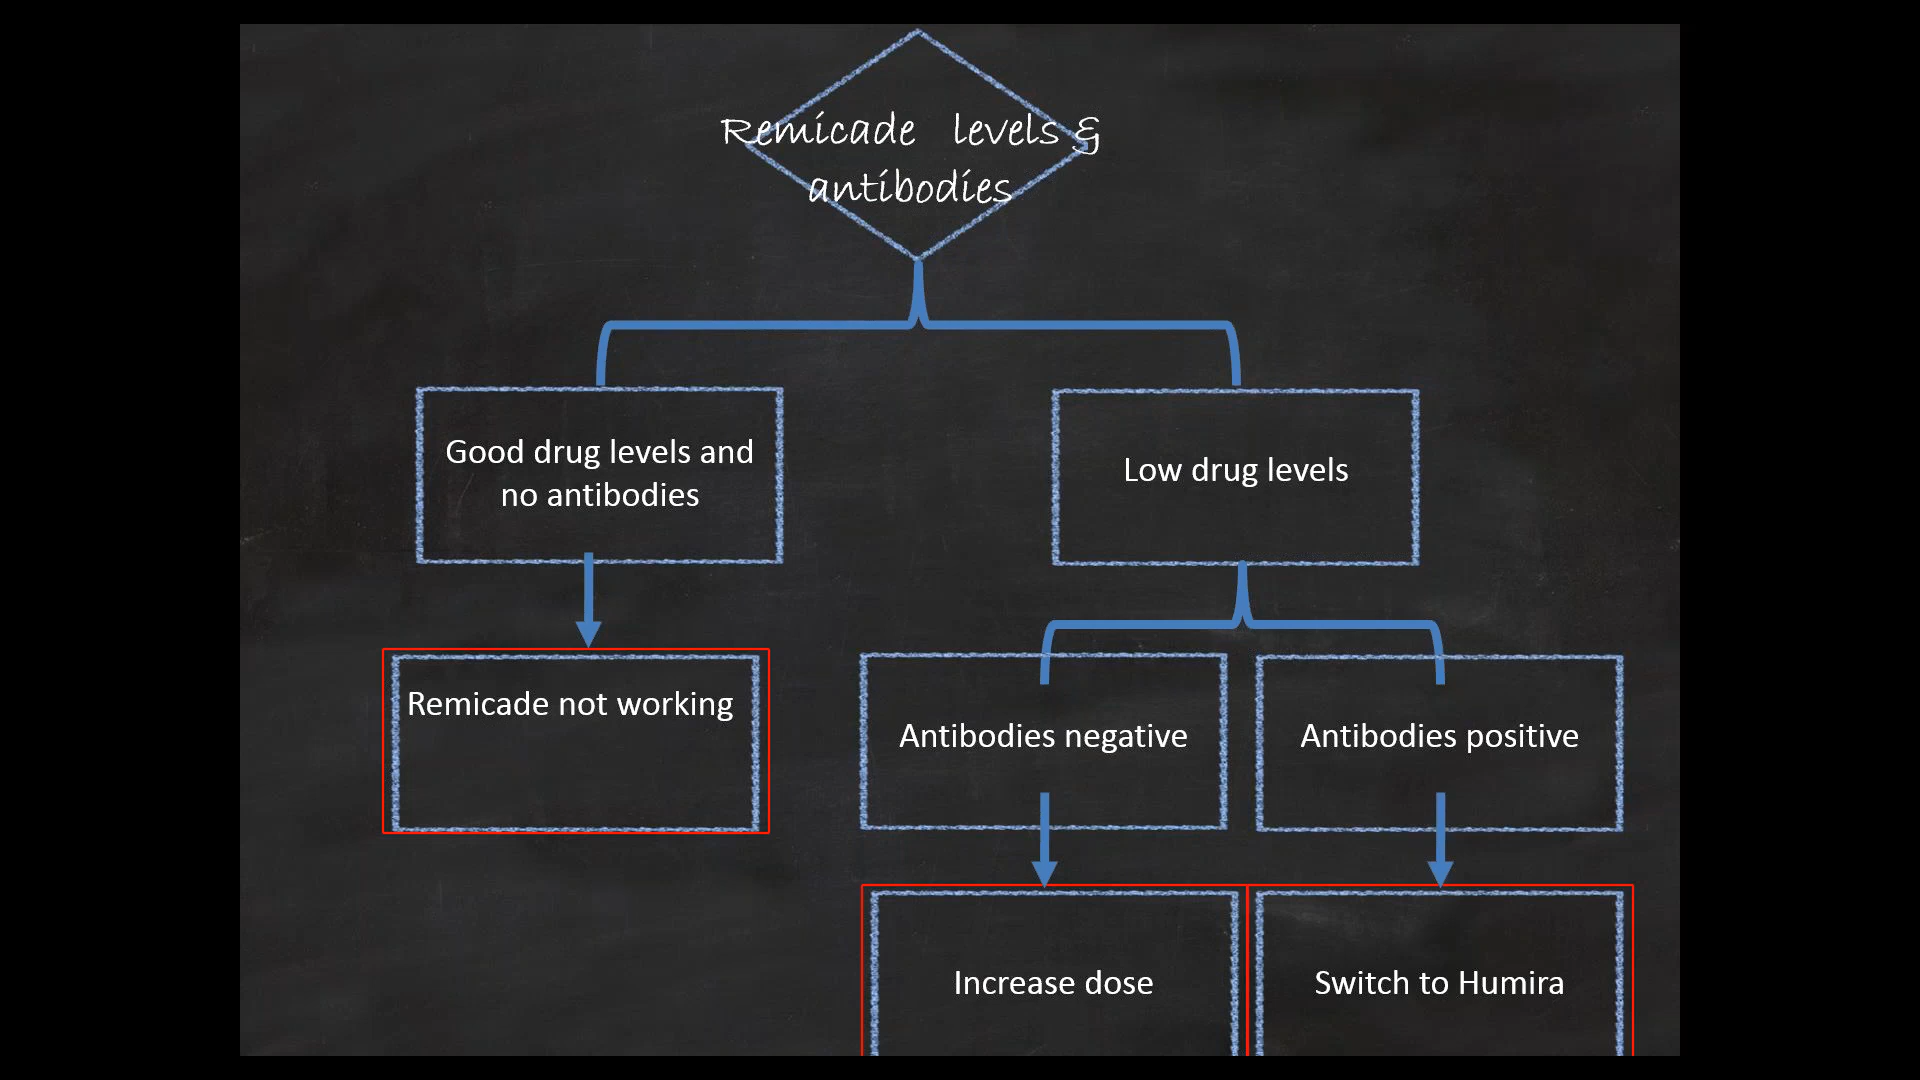 Remicade levels &
antibodies
Good drug levels and
no antibodies
Low drug levels
Remicade not working
Antibodies negative
Antibodies positive
Increase dose
Switch to Humira